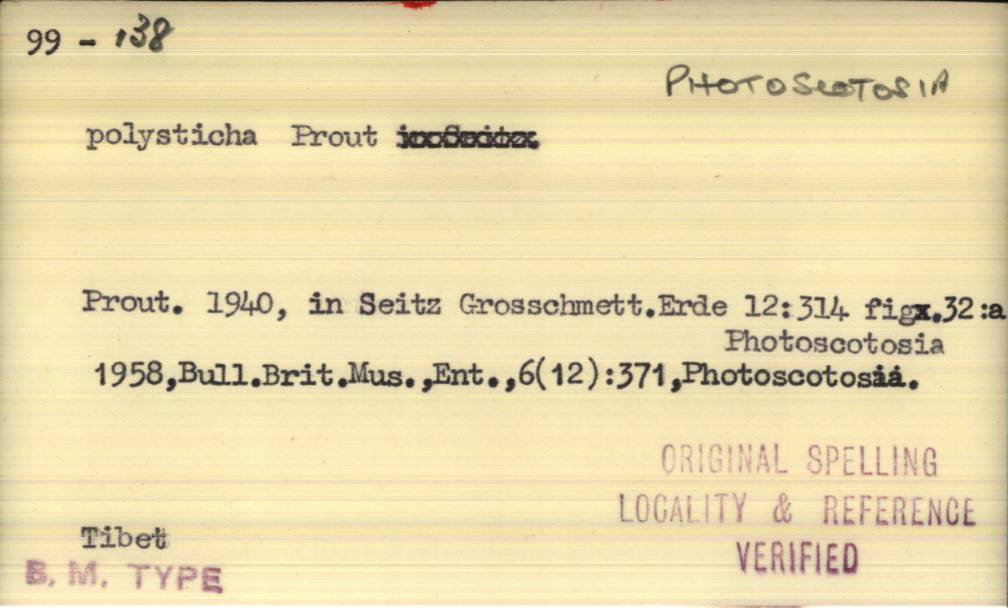 99 - 138
PHOTOSCOTOSIA
polysticha Prout
Prout. 1940, in Seitz Grosschmett.Erde 12:314 figx.32:a
Photoscotosia
1958,Bull.Brit.Mus.,Ent.,6(12):371,Photoscotosia.
ORIGINAL SPELLING
LOCALITY & REFERENCE
VERIFIED
Tibet
B. M. TYPE